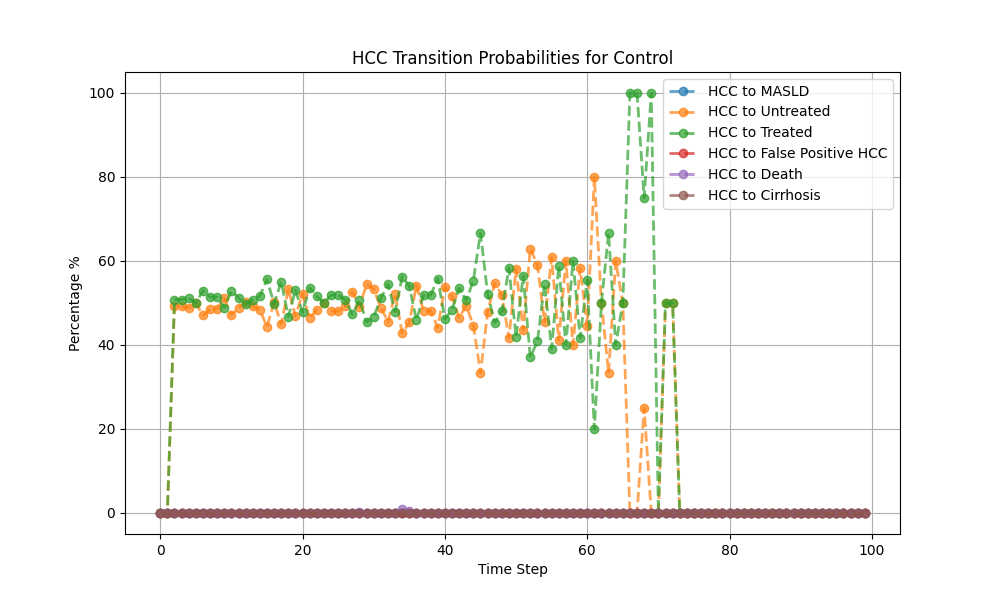 HCC Transition Probabilities for Control
HCC to MASLD
HCC to Untreated
HCC to Treated
HCC to False Positive HCC
HCC to Death
HCC to Cirrhosis
Percentage %
100
80
60
40
20
0
0 20 40 60 80 100
Time Step